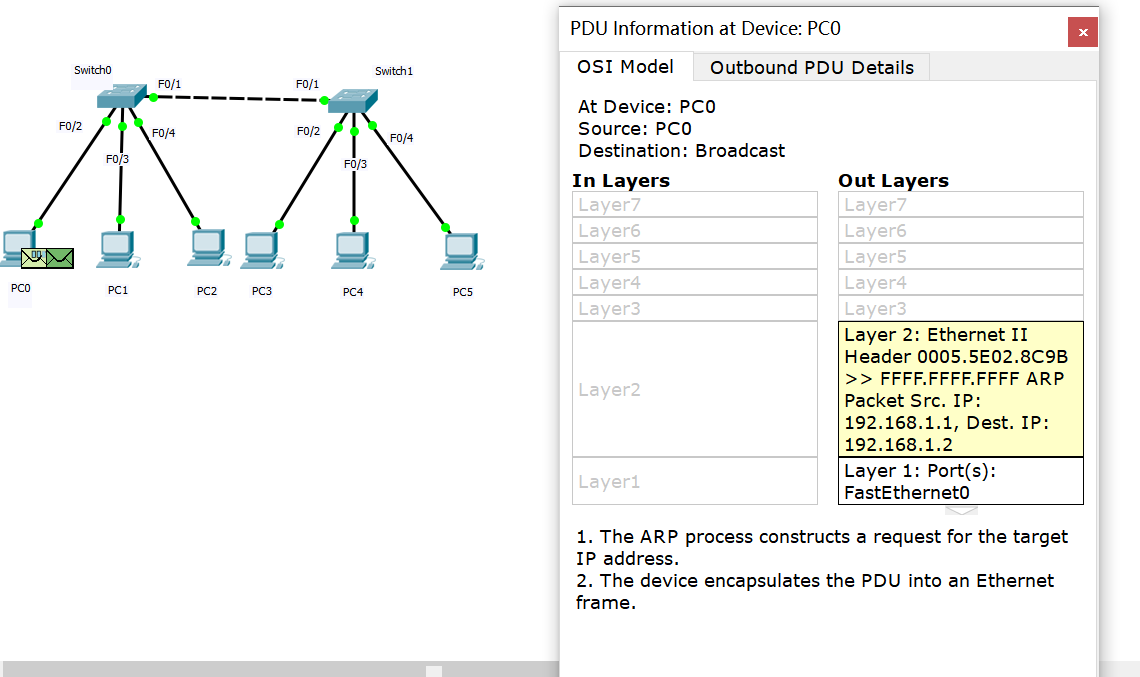 Switch0
F0/1
F0/1
Switch1
F0/2
F0/4
F0/3
F0/2
F0/4
F0/3
PC0
PC1
PC2
PC3
PC4
PC5
PDU Information at Device: PC0
x
OSI Model
Outbound PDU Details
At Device: PC0
Source: PC0
Destination: Broadcast
In Layers
Layer7
Layer6
Layer5
Layer4
Layer3
Layer2
Layer1
Out Layers
Layer7
Layer6
Layer5
Layer4
Layer3
Layer 2: Ethernet II
Header 0005.5E02.8C9B
>> FFFF.FFFF.FFFF ARP
Packet Src. IP:
192.168.1.1, Dest. IP:
192.168.1.2
Layer 1: Port(s):
FastEthernet0
1. The ARP process constructs a request for the target
IP address.
2. The device encapsulates the PDU into an Ethernet
frame.